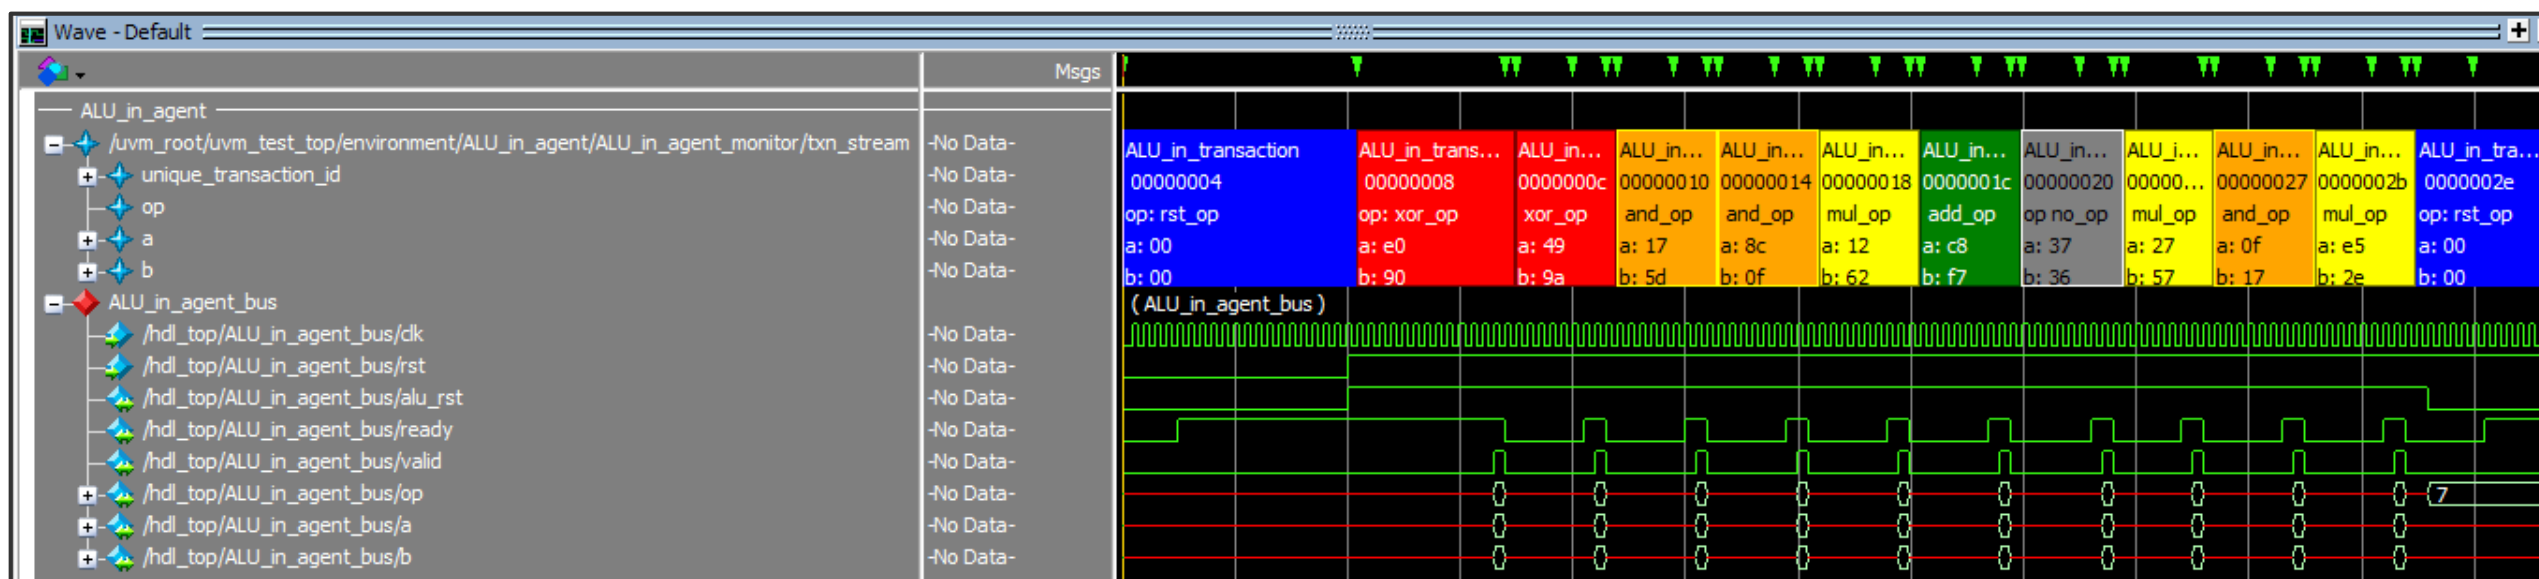 Wave - Default
Msgs
ALU_in_agent
/uvm_root/uvm_test_top/environment/ALU_in_agent/ALU_in_agent_monitor/txn_stream -No Data- ALU_in_transaction ALU_in_trans... ALU_in... ALU_in... ALU_in... ALU_in... ALU_in... ALU_in... ALU_i... ALU_in... ALU_in... ALU_in_tra...
unique_transaction_id -No Data- 00000004 00000008 0000000c 00000010 00000014 00000018 0000001c 00000020 00000... 00000027 0000002b 0000002e
op -No Data- op: rst_op op: xor_op xor_op and_op and_op mul_op add_op op no_op mul_op and_op mul_op op: rst_op
a -No Data- a: 00 a: e0 a: 49 a: 17 a: 8c a: 12 a: c8 a: 37 a: 27 a: 0f a: e5 a: 00
b -No Data- b: 00 b: 90 b: 9a b: 5d b: 0f b: 62 b: f7 b: 36 b: 57 b: 17 b: 2e b: 00
ALU_in_agent_bus ( ALU_in_agent_bus )
/hdl_top/ALU_in_agent_bus/clk -No Data-
/hdl_top/ALU_in_agent_bus/rst -No Data-
/hdl_top/ALU_in_agent_bus/alu_rst -No Data-
/hdl_top/ALU_in_agent_bus/ready -No Data-
/hdl_top/ALU_in_agent_bus/valid -No Data-
/hdl_top/ALU_in_agent_bus/op -No Data- 7
/hdl_top/ALU_in_agent_bus/a -No Data-
/hdl_top/ALU_in_agent_bus/b -No Data-